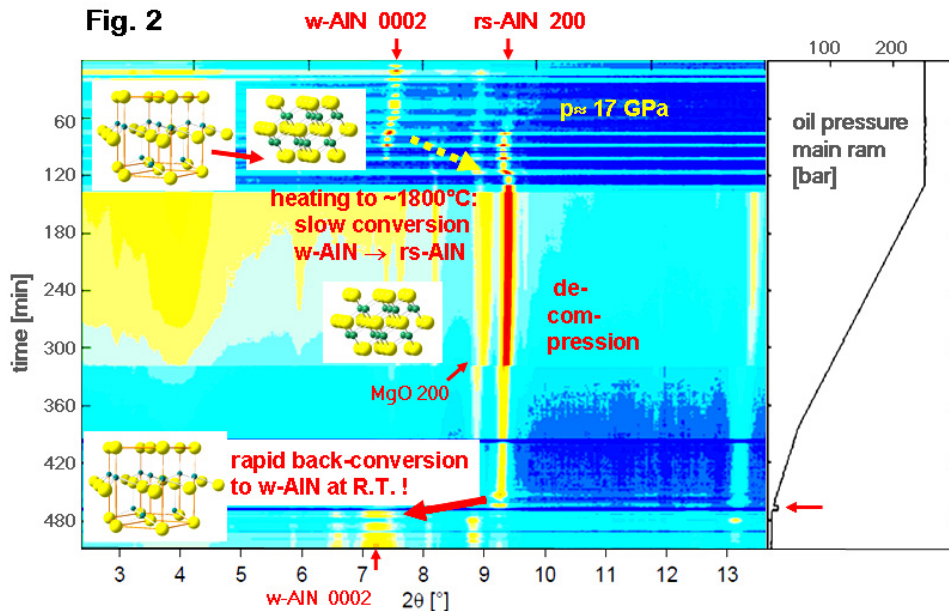 Fig. 2
w-AlN 0002
rs-AlN 200
100
200
p≈ 17 GPa
oil pressure
main ram
[bar]
60
120
180
240
300
360
420
480
time [min]
heating to ~1800°C:
slow conversion
w-AlN → rs-AlN
de-
com-
pression
MgO 200
rapid back-conversion
to w-AlN at R.T. !
3
4
5
6
7
8
9
10
11
12
13
w-AlN 0002
2θ [°]